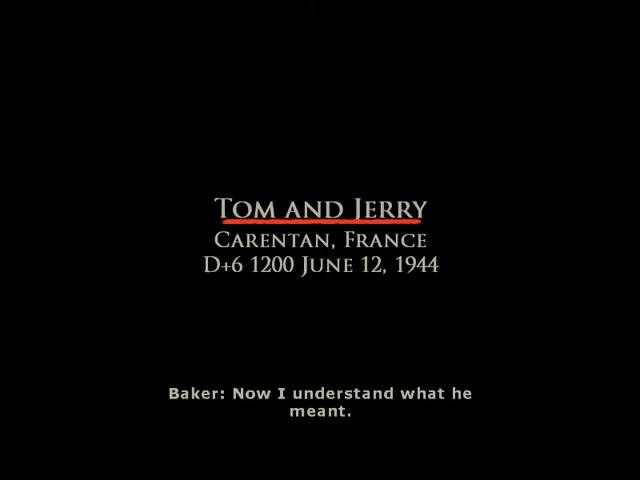 Tom and Jerry
Carentan, France
D+6 1200 June 12, 1944
Baker: Now I understand what he
meant.